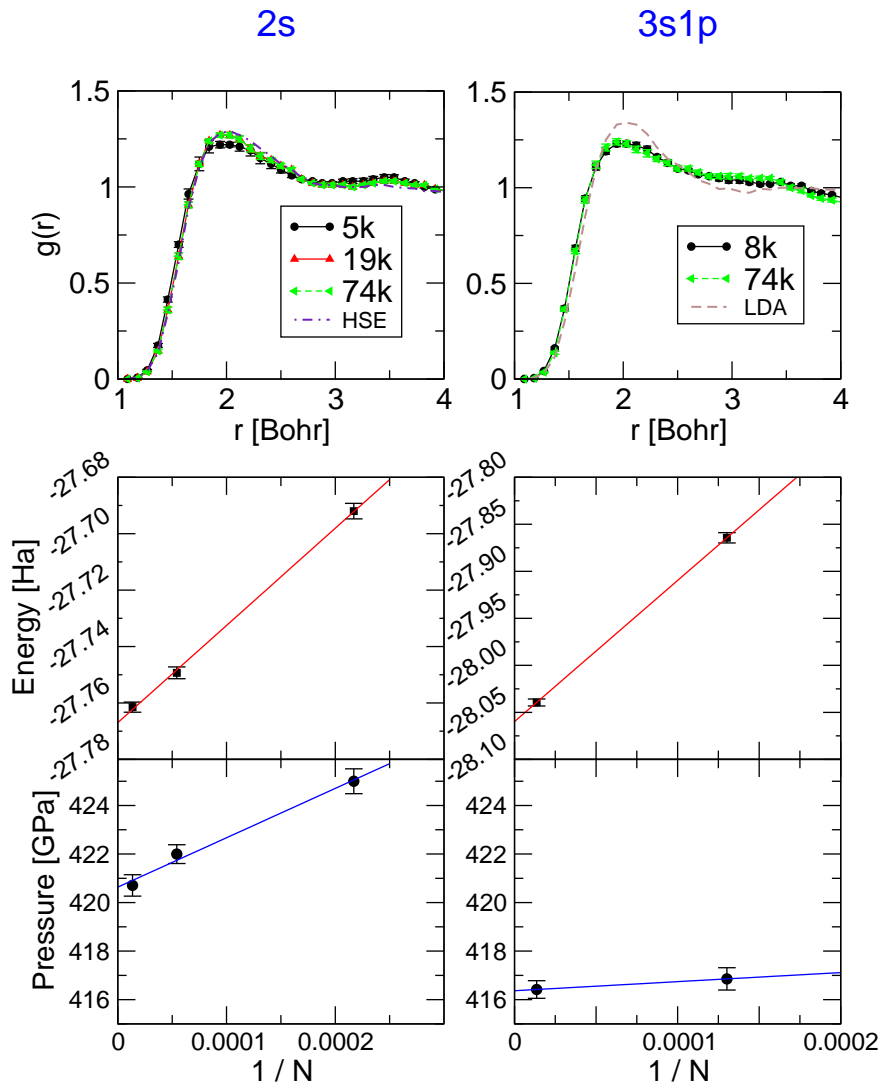 2s 3s1p
1.5 1.5
1 1
0.5 0.5
0 0
g(r)
5k
19k
74k
HSE
8k
74k
LDA
1 2 3 4 1 2 3 4
r [Bohr] r [Bohr]
Energy [Ha]
-27.68 -27.80
-27.70 -27.85
-27.72 -27.90
-27.74 -27.95
-27.76 -28.00
-27.78 -28.05
-28.10
Pressure [GPa]
424 424
422 422
420 420
418 418
416 416
0 0.0001 0.0002 0 0.0001 0.0002
1 / N 1 / N